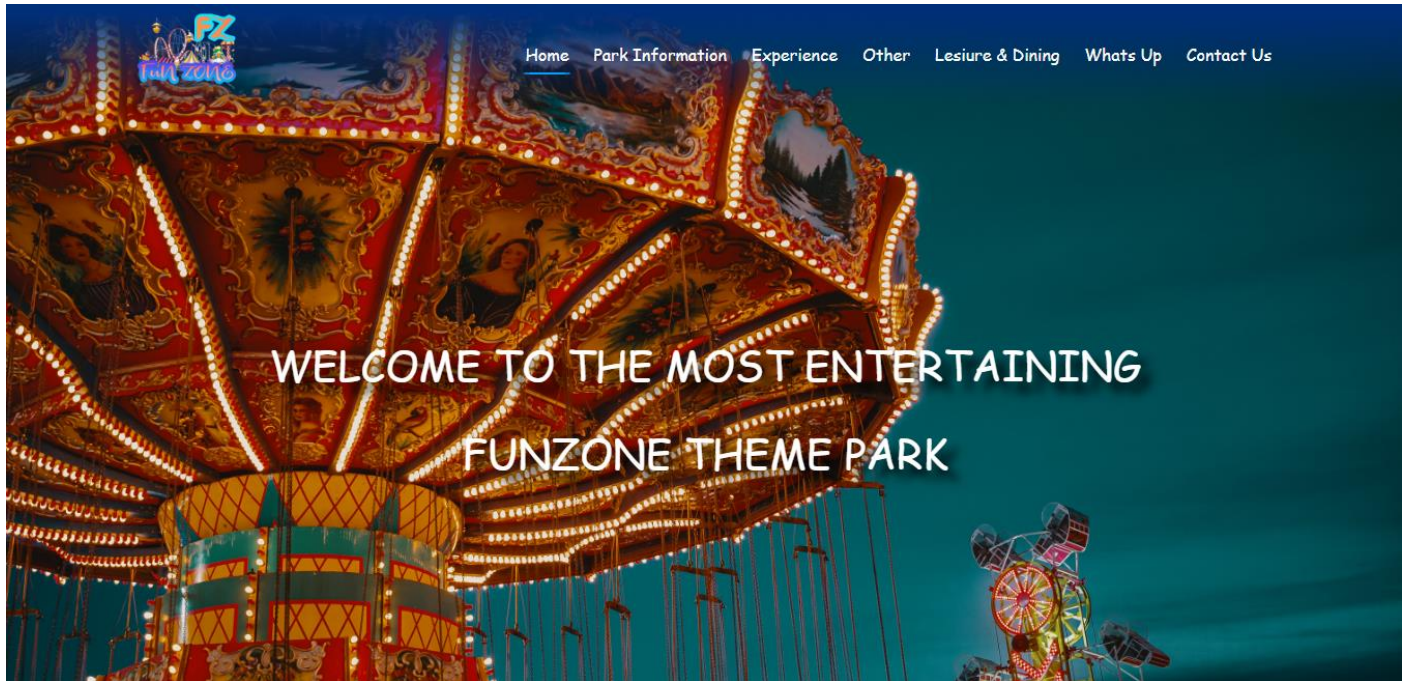 FZ
Fun Zone
Home Park Information Experience Other Lesiure & Dining Whats Up Contact Us
WELCOME TO THE MOST ENTERTAINING
FUNZONE THEME PARK